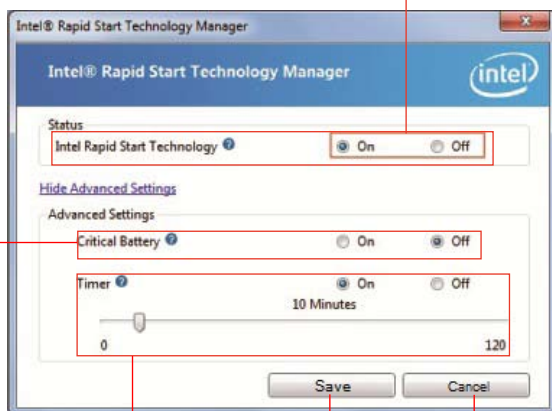 Intel® Rapid Start Technology Manager
Intel® Rapid Start Technology Manager
intel
Status
Intel Rapid Start Technology ? On Off
Hide Advanced Settings
Advanced Settings
Critical Battery ? On Off
Timer ? On Off
10 Minutes
0 120
Save Cancel